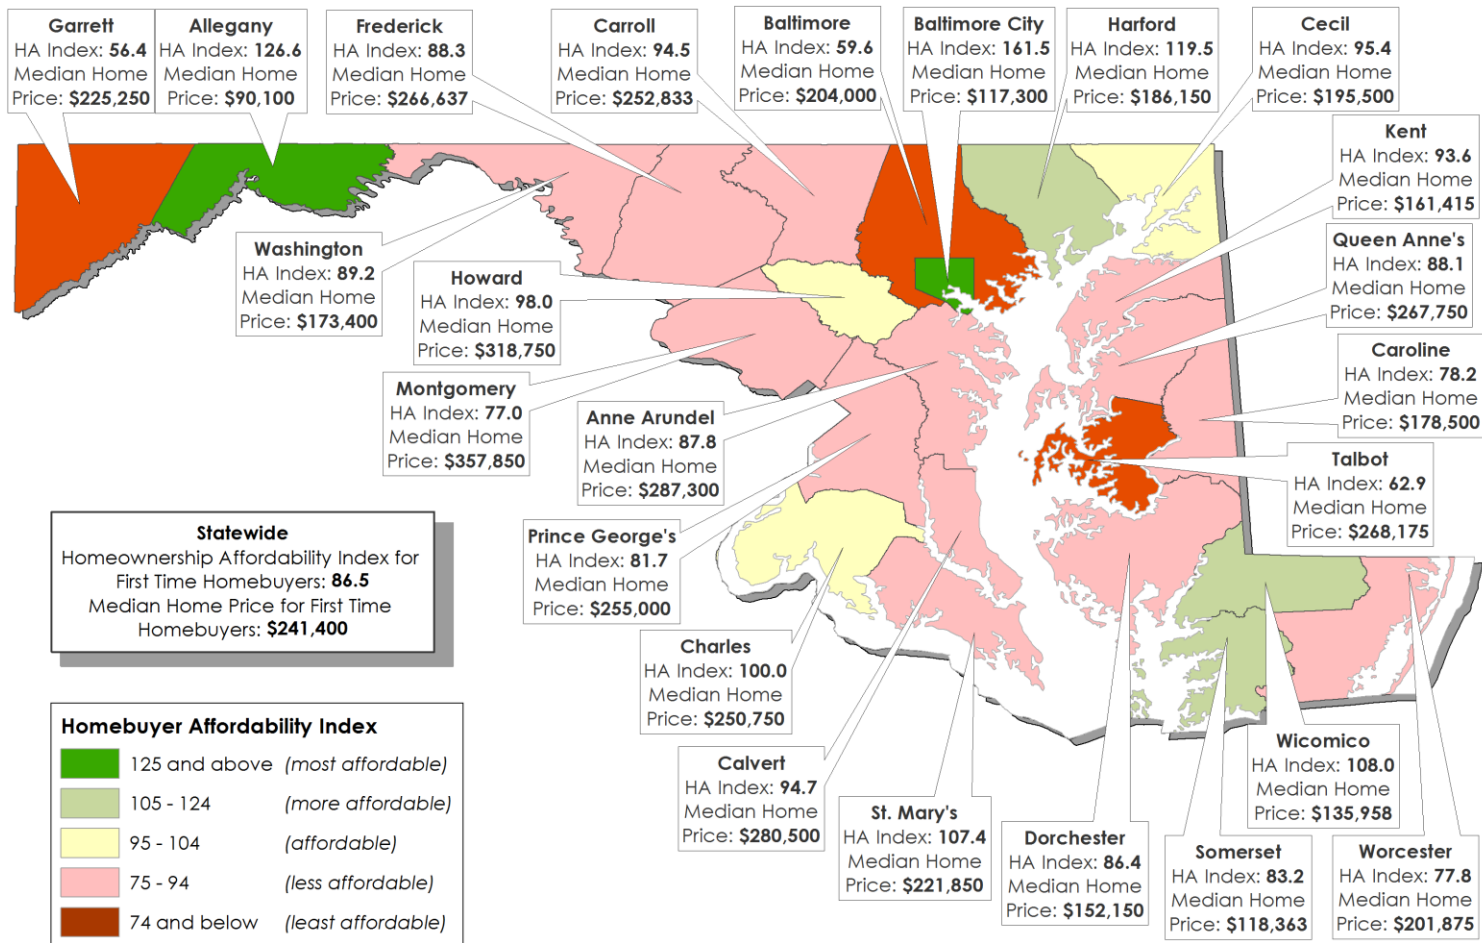 Garrett
HA Index: 56.4
Median Home
Price: $225,250
Allegany
HA Index: 126.6
Median Home
Price: $90,100
Frederick
HA Index: 88.3
Median Home
Price: $266,637
Carroll
HA Index: 94.5
Median Home
Price: $252,833
Baltimore
HA Index: 59.6
Median Home
Price: $204,000
Baltimore City
HA Index: 161.5
Median Home
Price: $117,300
Harford
HA Index: 119.5
Median Home
Price: $186,150
Cecil
HA Index: 95.4
Median Home
Price: $195,500
Kent
HA Index: 93.6
Median Home
Price: $161,415
Washington
HA Index: 89.2
Median Home
Price: $173,400
Queen Anne's
HA Index: 88.1
Median Home
Price: $267,750
Howard
HA Index: 98.0
Median Home
Price: $318,750
Caroline
HA Index: 78.2
Median Home
Price: $178,500
Montgomery
HA Index: 77.0
Median Home
Price: $357,850
Anne Arundel
HA Index: 87.8
Median Home
Price: $287,300
Talbot
HA Index: 62.9
Median Home
Price: $268,175
Statewide
Homeownership Affordability Index for
First Time Homebuyers: 86.5
Median Home Price for First Time
Homebuyers: $241,400
Prince George's
HA Index: 81.7
Median Home
Price: $255,000
Charles
HA Index: 100.0
Median Home
Price: $250,750
Calvert
HA Index: 94.7
Median Home
Price: $280,500
St. Mary's
HA Index: 107.4
Median Home
Price: $221,850
Dorchester
HA Index: 86.4
Median Home
Price: $152,150
Wicomico
HA Index: 108.0
Median Home
Price: $135,958
Somerset
HA Index: 83.2
Median Home
Price: $118,363
Worcester
HA Index: 77.8
Median Home
Price: $201,875
Homebuyer Affordability Index
125 and above (most affordable)
105 - 124 (more affordable)
95 - 104 (affordable)
75 - 94 (less affordable)
74 and below (least affordable)